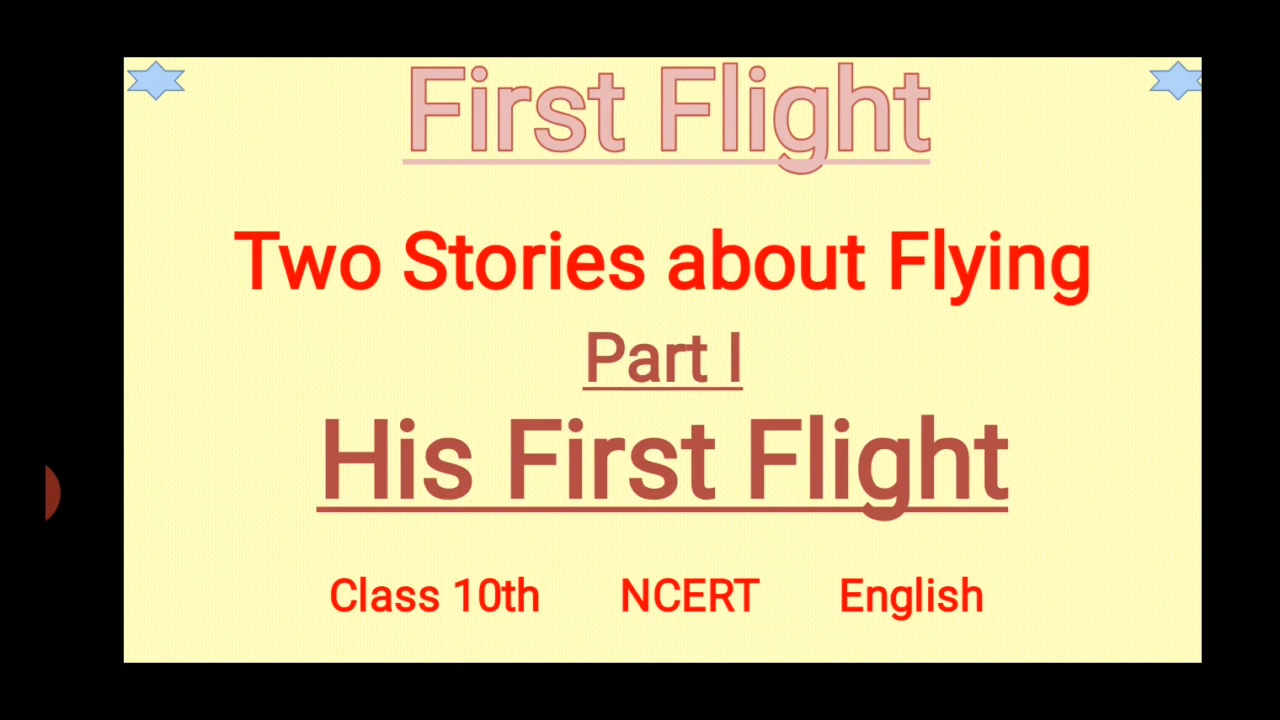 First Flight
Two Stories about Flying
Part I
His First Flight
Class 10th NCERT English